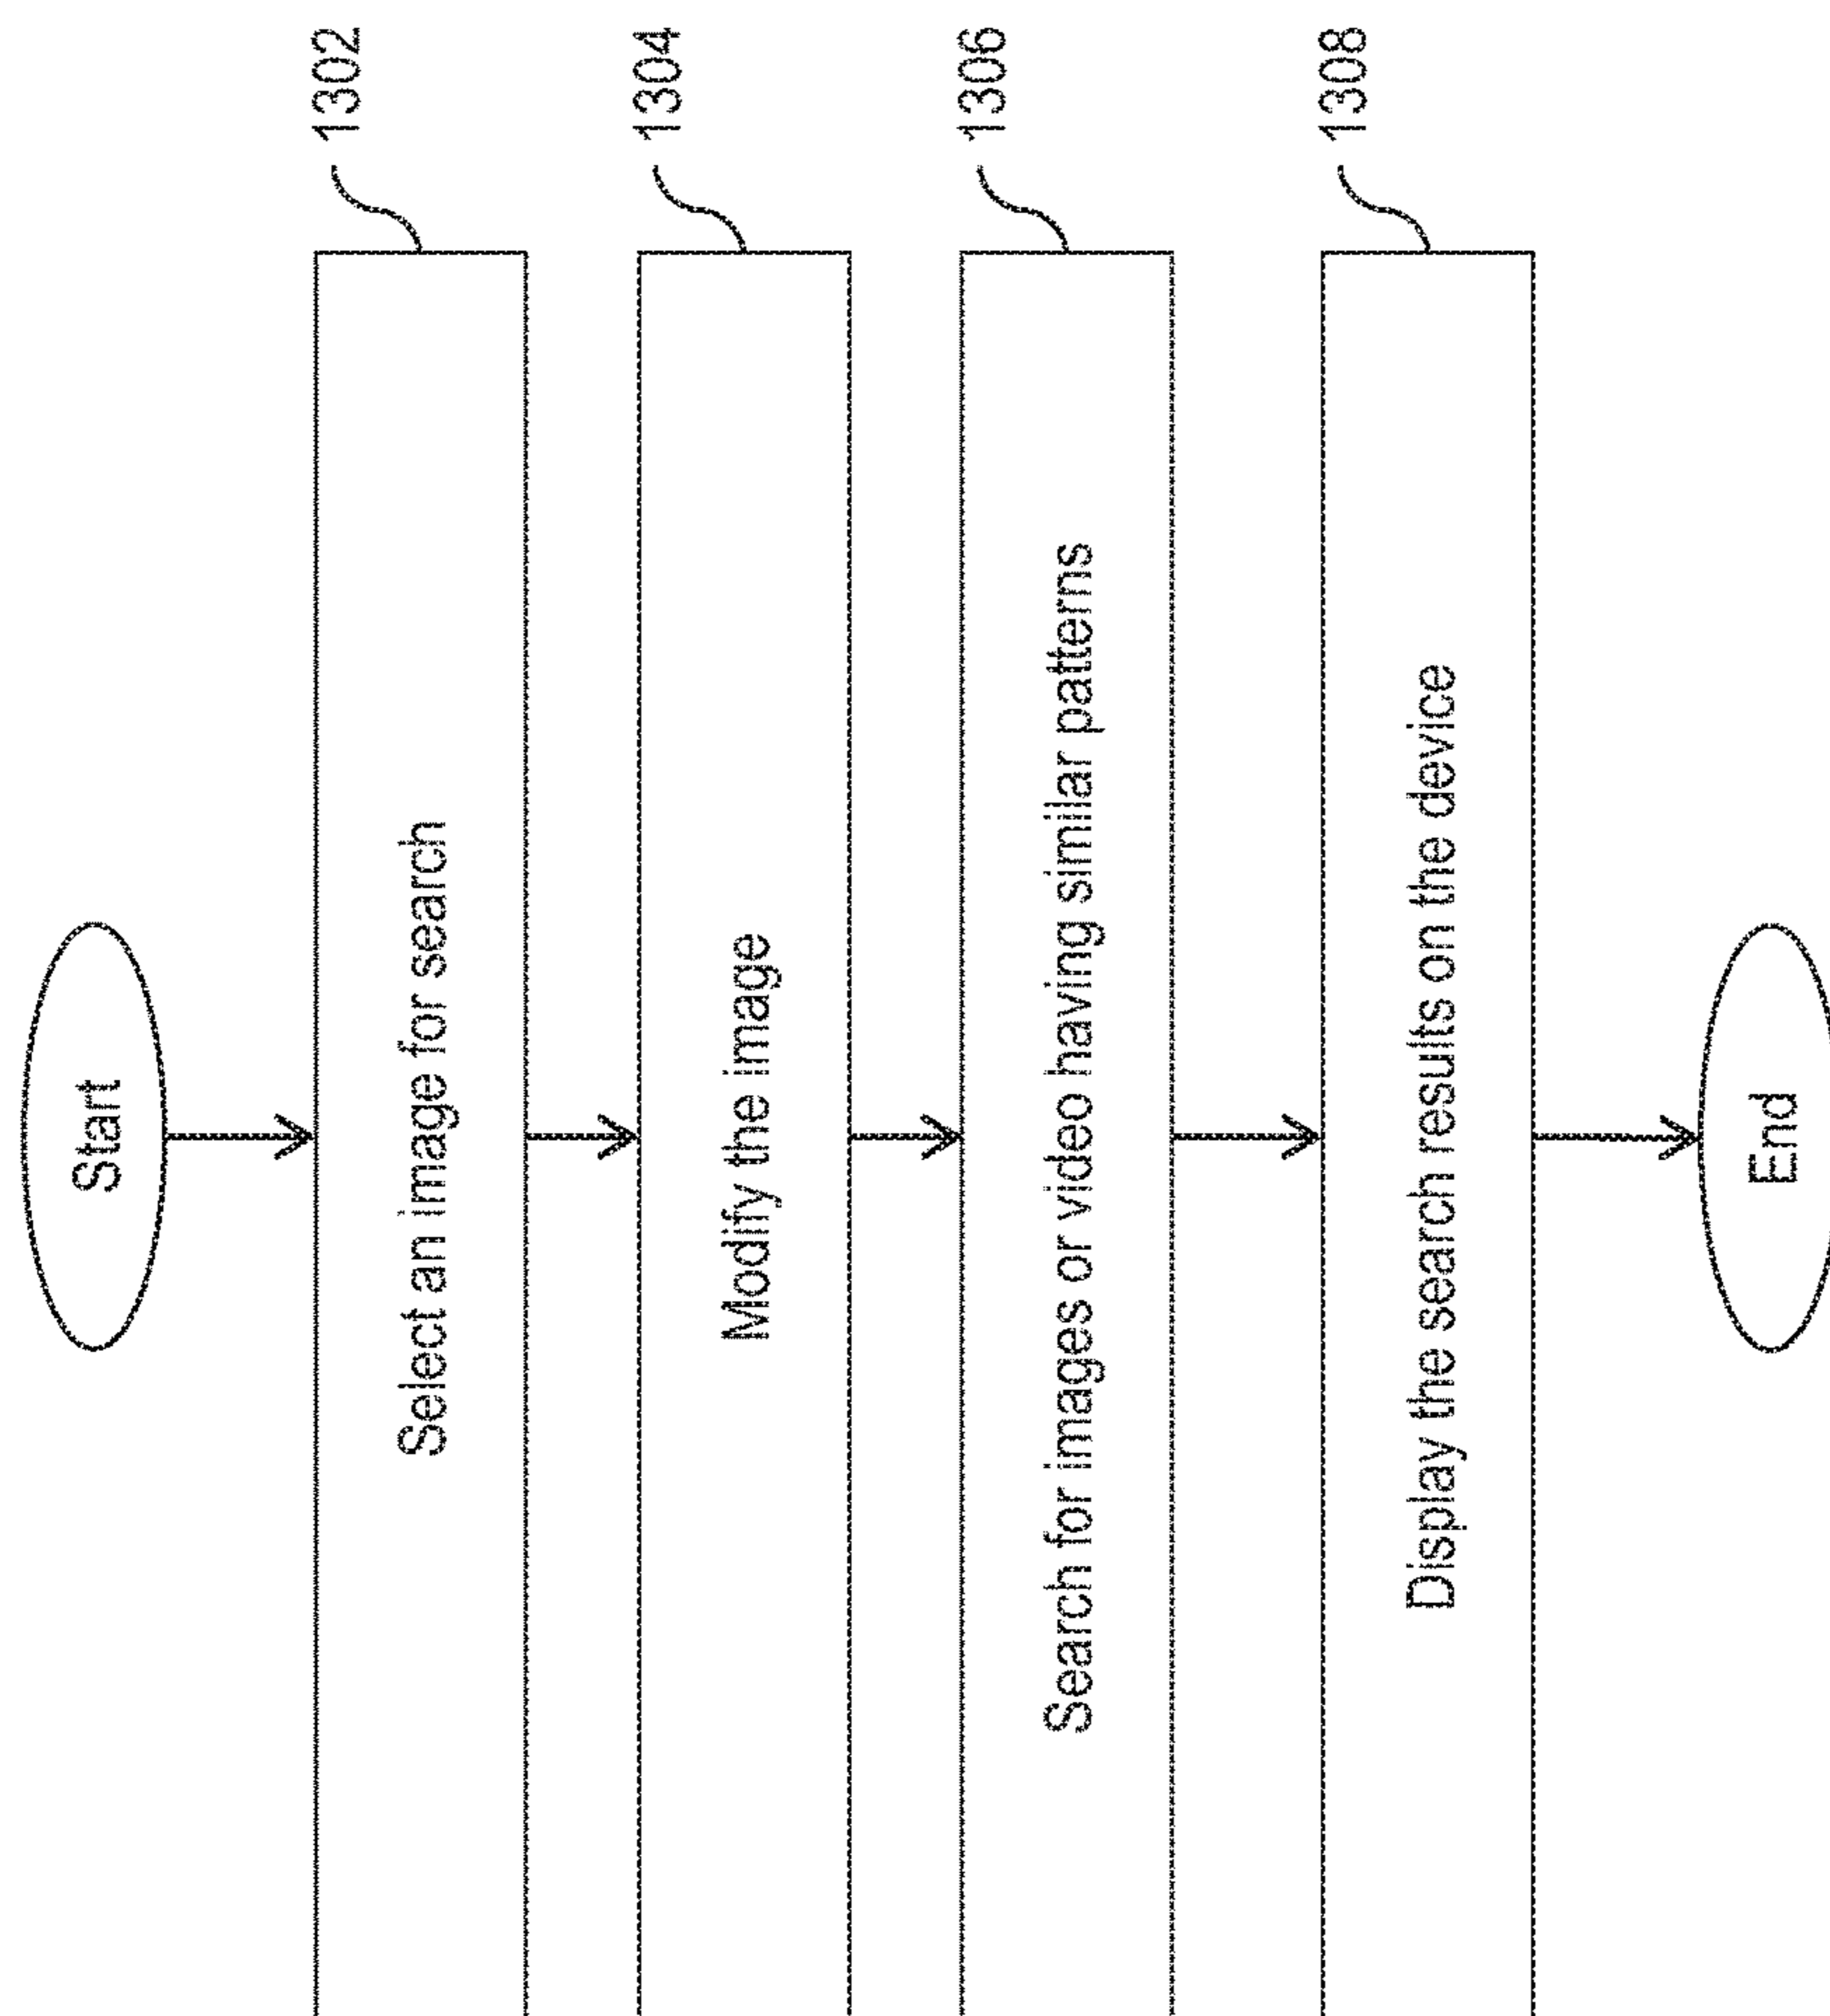 Start
Select an image for search
1302
Modify the image
1304
Search for images or video having similar patterns
1306
Display the search results on the device
1308
End